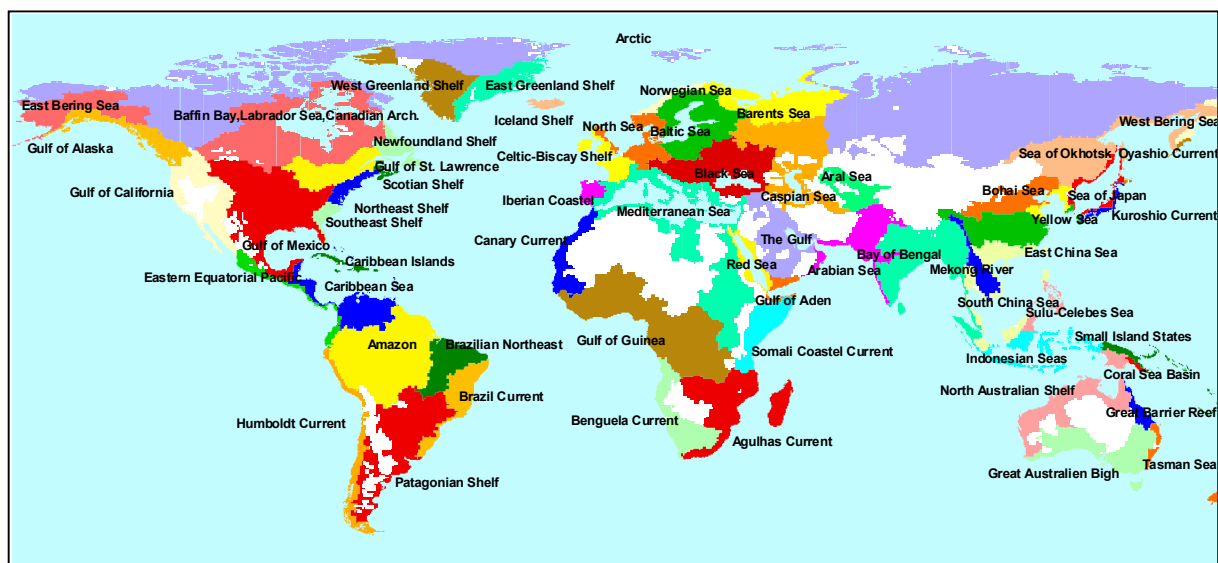 Arctic
West Greenland Shelf
East Greenland Shelf
Norwegian Sea
East Bering Sea
Baffin Bay,Labrador Sea,Canadian Arch.
Iceland Shelf
North Sea
Baltic Sea
Barents Sea
West Bering Sea
Gulf of Alaska
Newfoundland Shelf
Gulf of St. Lawrence
Celtic-Biscay Shelf
Sea of Okhotsk
Oyashio Current
Scotian Shelf
Black Sea
Aral Sea
Gulf of California
Bohai Sea
Sea of Japan
Northeast Shelf
Iberian Coastel
Caspian Sea
Southeast Shelf
Mediterranean Sea
Yellow Sea
Kuroshio Current
Gulf of Mexico
Canary Current
The Gulf
Bay of Bengal
East China Sea
Caribbean Islands
Red Sea
Arabian Sea
Mekong River
Eastern Equatorial Pacific
Caribbean Sea
Gulf of Aden
South China Sea
Sulu-Celebes Sea
Amazon
Brazilian Northeast
Gulf of Guinea
Somali Coastel Current
Small Island States
Indonesian Seas
Coral Sea Basin
Brazil Current
North Australian Shelf
Humboldt Current
Benguela Current
Great Barrier Reef
Agulhas Current
Patagonian Shelf
Great Australien Bigh
Tasman Sea